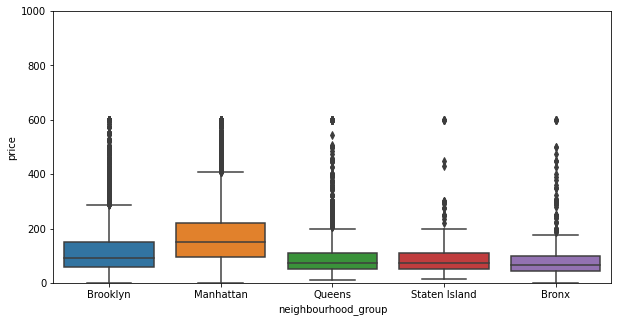 1000
800
600
400
200
0
price
Brooklyn
Manhattan
Queens
Staten Island
Bronx
neighbourhood_group